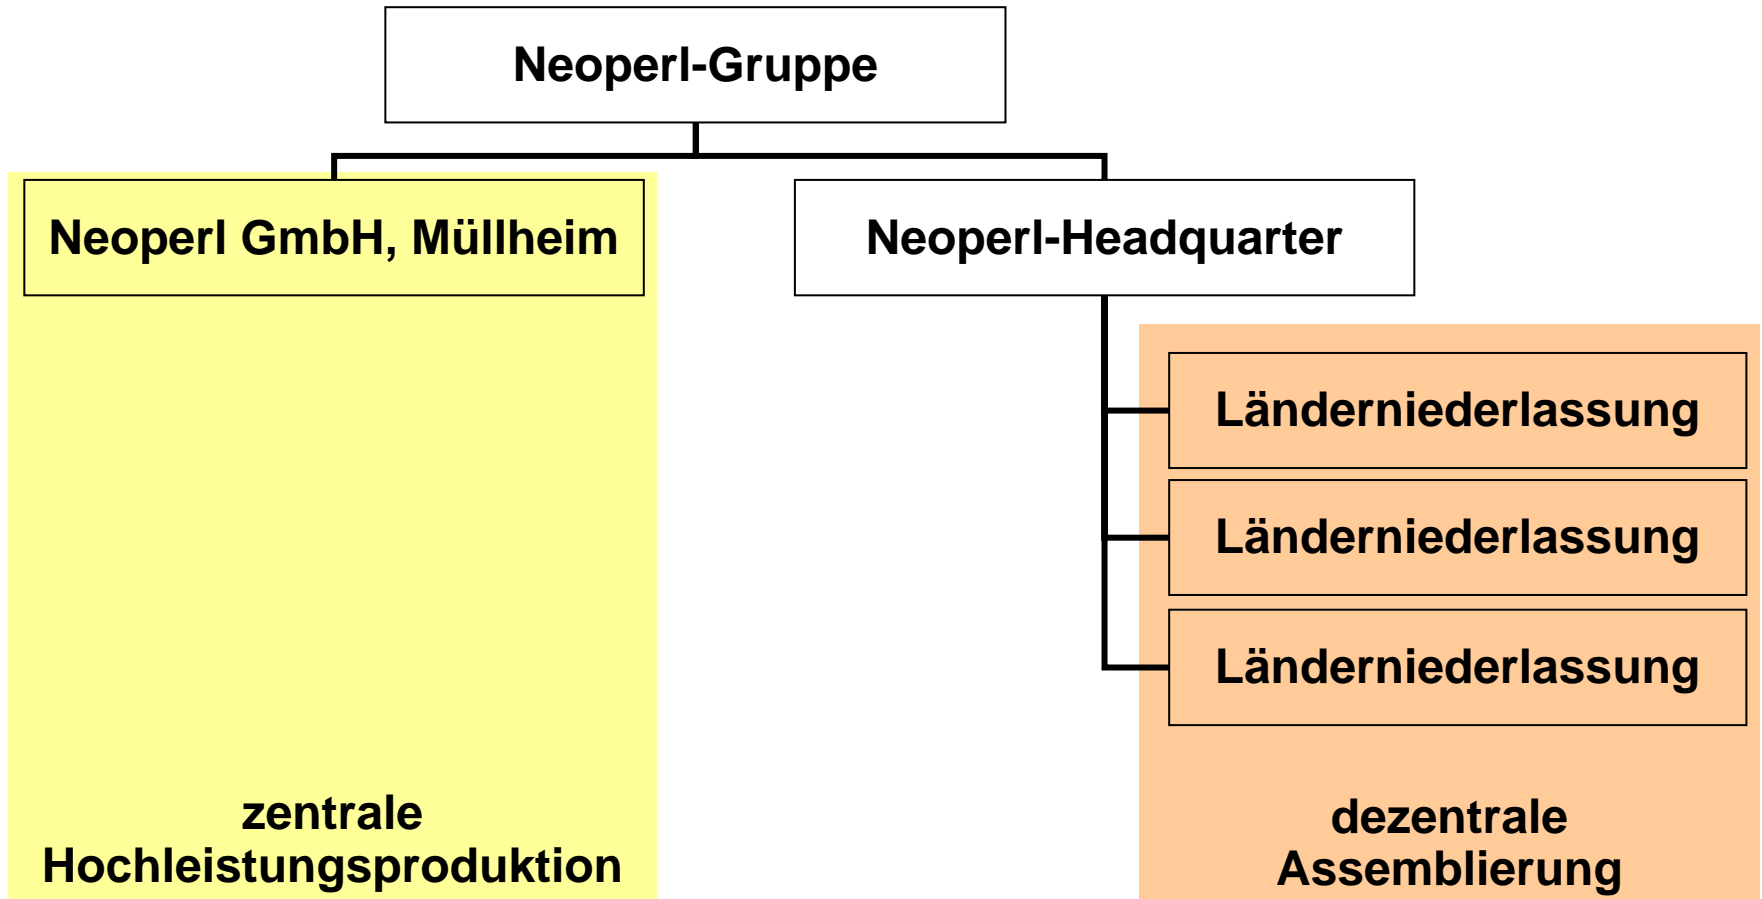 Neoperl-Gruppe
Neoperl GmbH, Müllheim
Neoperl-Headquarter
Länderniederlassung
Länderniederlassung
Länderniederlassung
zentrale
Hochleistungsproduktion
dezentrale
Assemblierung